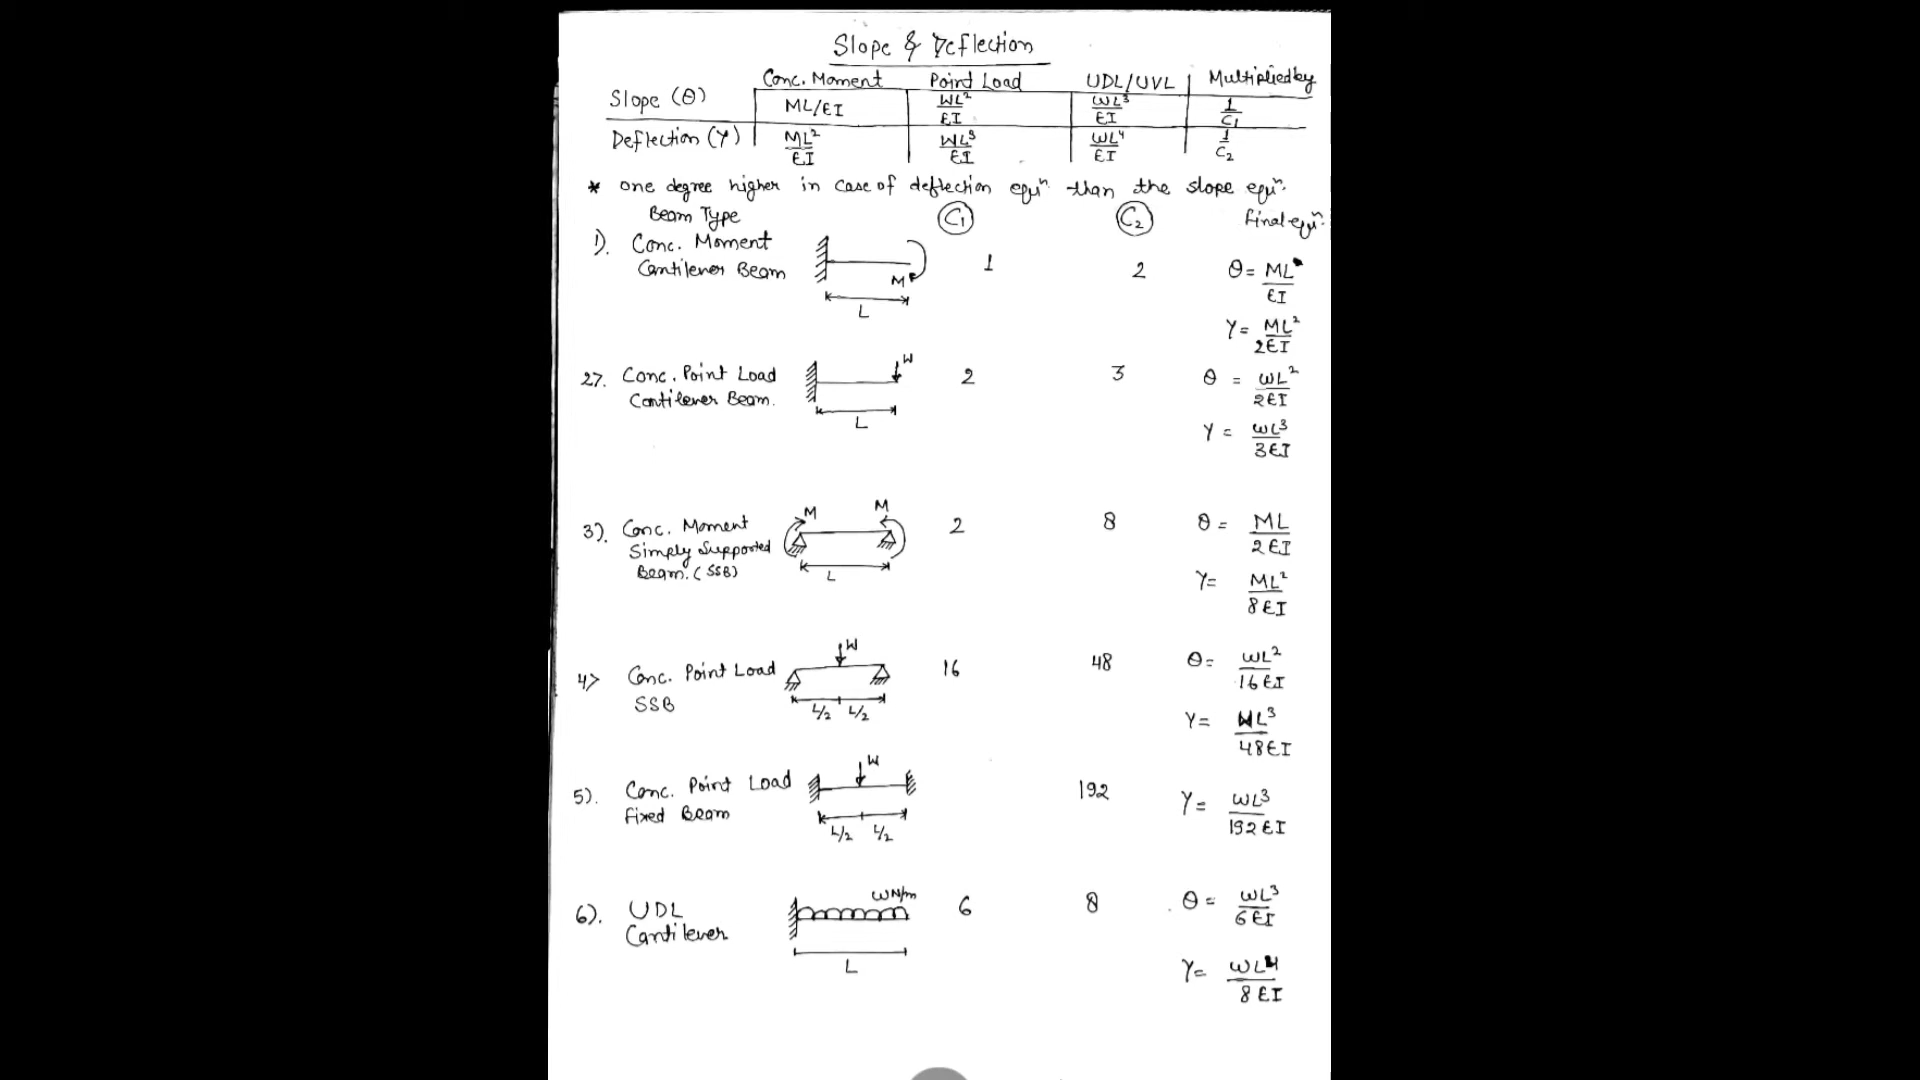 Slope & Deflection
Conc. Moment Point Load UDL/UVL Multiplied by
Slope (θ) ML/EI WL²/EI WL³/EI 1/C₁
Deflection (Y) ML²/EI WL³/EI WL⁴/EI 1/C₂
* one degree higher in case of deflection equⁿ. than the slope equⁿ.
Beam Type C₁ C₂ final equⁿ.
1). Conc. Moment
Cantilever Beam M L 1 2 θ = ML/EI
Y = ML²/2EI
2>. Conc. Point Load
Cantilever Beam. W L 2 3 θ = WL²/2EI
Y = WL³/3EI
3). Conc. Moment
Simply Supported
Beam. (SSB) M M L 2 8 θ = ML/2EI
Y = ML²/8EI
4> Conc. Point Load
SSB W L/2 L/2 16 48 θ = WL²/16EI
Y = WL³/48EI
5). Conc. Point Load
fixed Beam W L/2 L/2 192 Y = WL³/192EI
6). UDL
Cantilever WN/m L 6 8 θ = WL³/6EI
Y = WL⁴/8EI